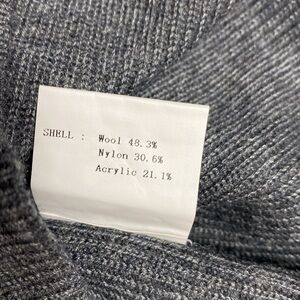 SHELL : Wool 48.3%
Nylon 30.6%
Acrylic 21.1%